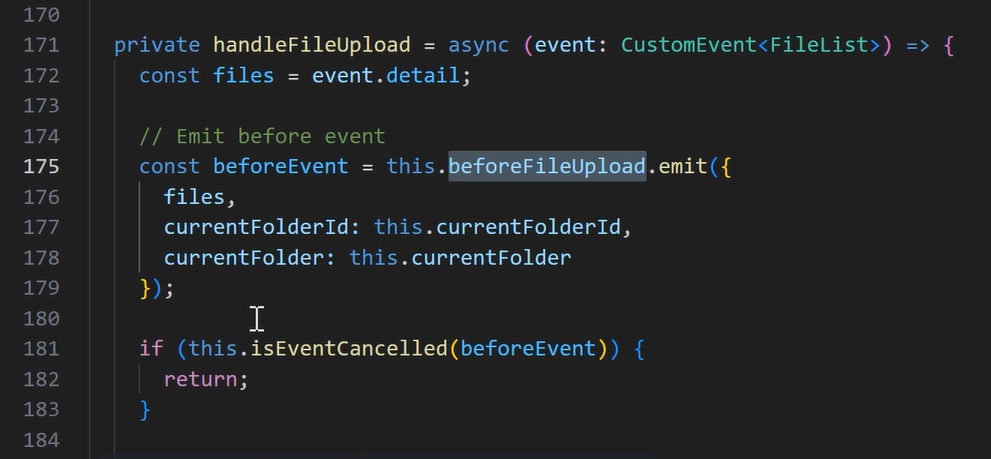 170
171 private handleFileUpload = async (event: CustomEvent<FileList>) => {
172 const files = event.detail;
173
174 // Emit before event
175 const beforeEvent = this.beforeFileUpload.emit({
176 files,
177 currentFolderId: this.currentFolderId,
178 currentFolder: this.currentFolder
179 });
180
181 if (this.isEventCancelled(beforeEvent)) {
182 return;
183 }
184